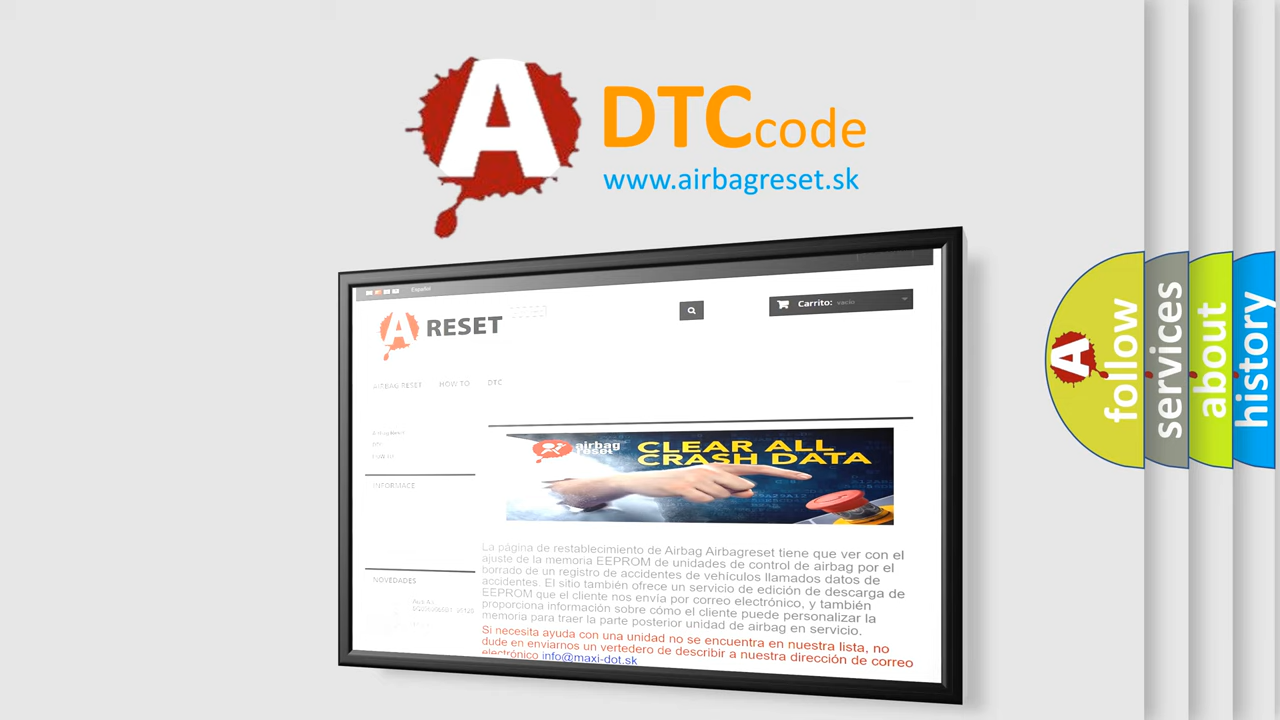 A
DTCcode
www.airbagreset.sk
Español
A RESET
Carrito: vacío
AIRBAG RESET HOW TO DTC
INFORMACE
airbag
reset
CLEAR ALL
CRASH DATA
La página de restablecimiento de Airbag Airbagreset tiene que ver con el
ajuste de la memoria EEPROM de unidades de control de airbag por el
borrado de un registro de accidentes de vehículos llamados datos de
accidentes. El sitio también ofrece un servicio de edición de descarga de
EEPROM que el cliente nos envía por correo electrónico, y también
proporciona información sobre cómo el cliente puede personalizar la
memoria para traer la parte posterior unidad de airbag en servicio.
Si necesita ayuda con una unidad no se encuentra en nuestra lista, no
dude en enviarnos un vertedero de describir a nuestra dirección de correo
electrónico info@maxi-dot.sk
NOVEDADES
A
follow
services
about
history